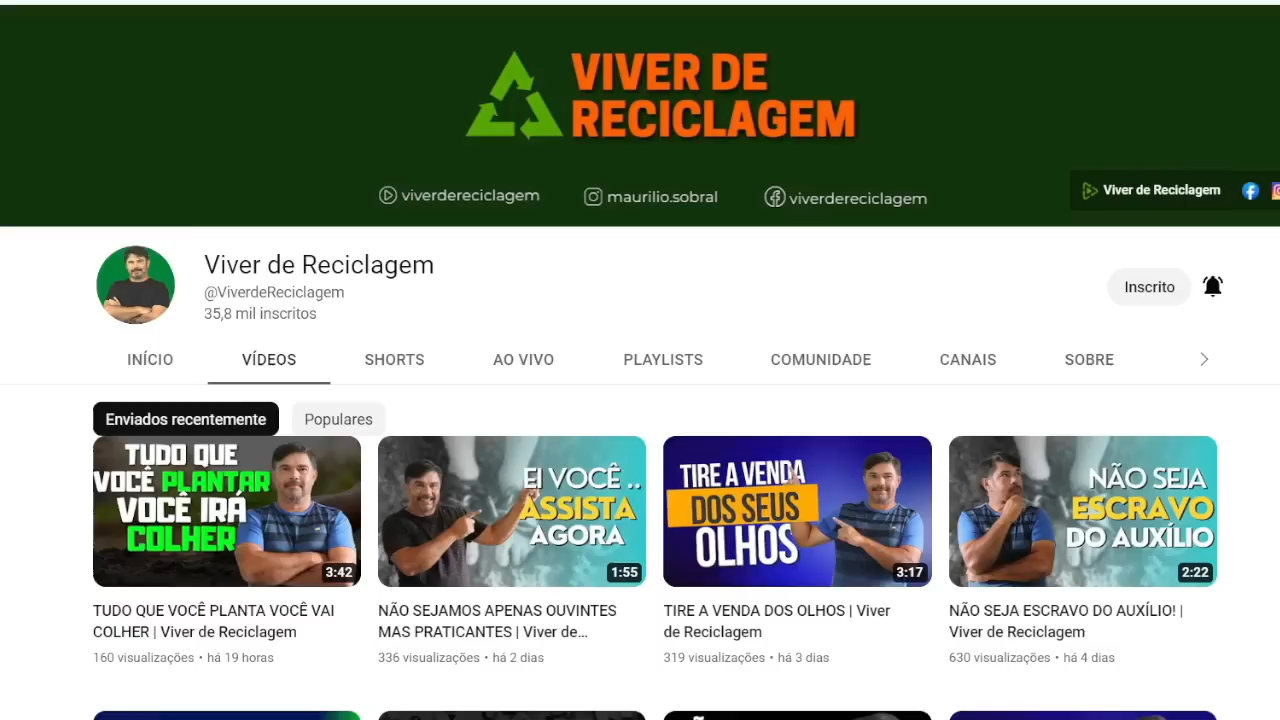 VIVER DE
RECICLAGEM
viverdereciclagem
maurilio.sobral
viverdereciclagem
Viver de Reciclagem
Viver de Reciclagem
@ViverdeReciclagem
35,8 mil inscritos
Inscrito
INÍCIO
VÍDEOS
SHORTS
AO VIVO
PLAYLISTS
COMUNIDADE
CANAIS
SOBRE
Enviados recentemente
Populares
TUDO QUE
VOCÊ PLANTAR
VOCÊ IRÁ
COLHER
3:42
EI VOCÊ ..
ASSISTA
AGORA
1:55
TIRE A VENDA
DOS SEUS
OLHOS
3:17
NÃO SEJA
ESCRAVO
DO AUXÍLIO
2:22
TUDO QUE VOCÊ PLANTA VOCÊ VAI
COLHER | Viver de Reciclagem
160 visualizações • há 19 horas
NÃO SEJAMOS APENAS OUVINTES
MAS PRATICANTES | Viver de...
336 visualizações • há 2 dias
TIRE A VENDA DOS OLHOS | Viver
de Reciclagem
319 visualizações • há 3 dias
NÃO SEJA ESCRAVO DO AUXÍLIO! |
Viver de Reciclagem
630 visualizações • há 4 dias